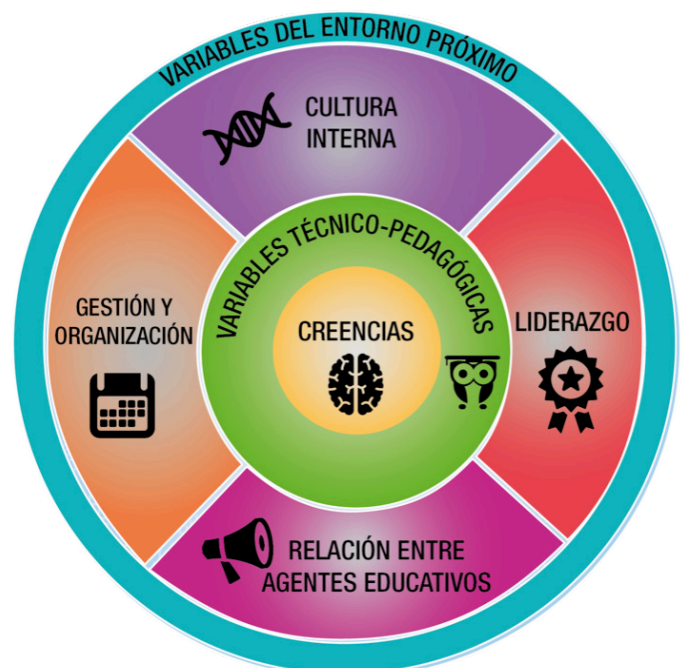 VARIABLES DEL ENTORNO PRÓXIMO
CULTURA
INTERNA
VARIABLES TÉCNICO-PEDAGÓGICAS
GESTIÓN Y
ORGANIZACIÓN
CREENCIAS
LIDERAZGO
RELACIÓN ENTRE
AGENTES EDUCATIVOS